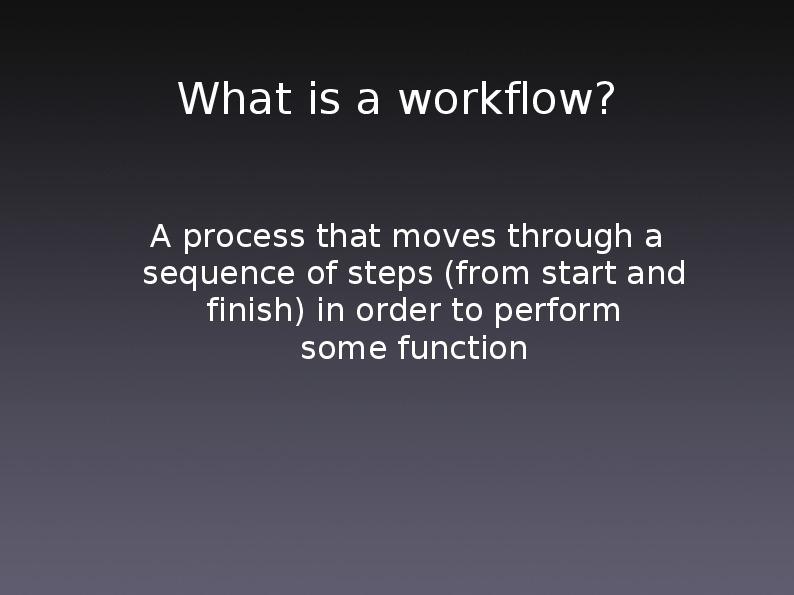 What is a workflow?
A process that moves through a
sequence of steps (from start and
finish) in order to perform
some function